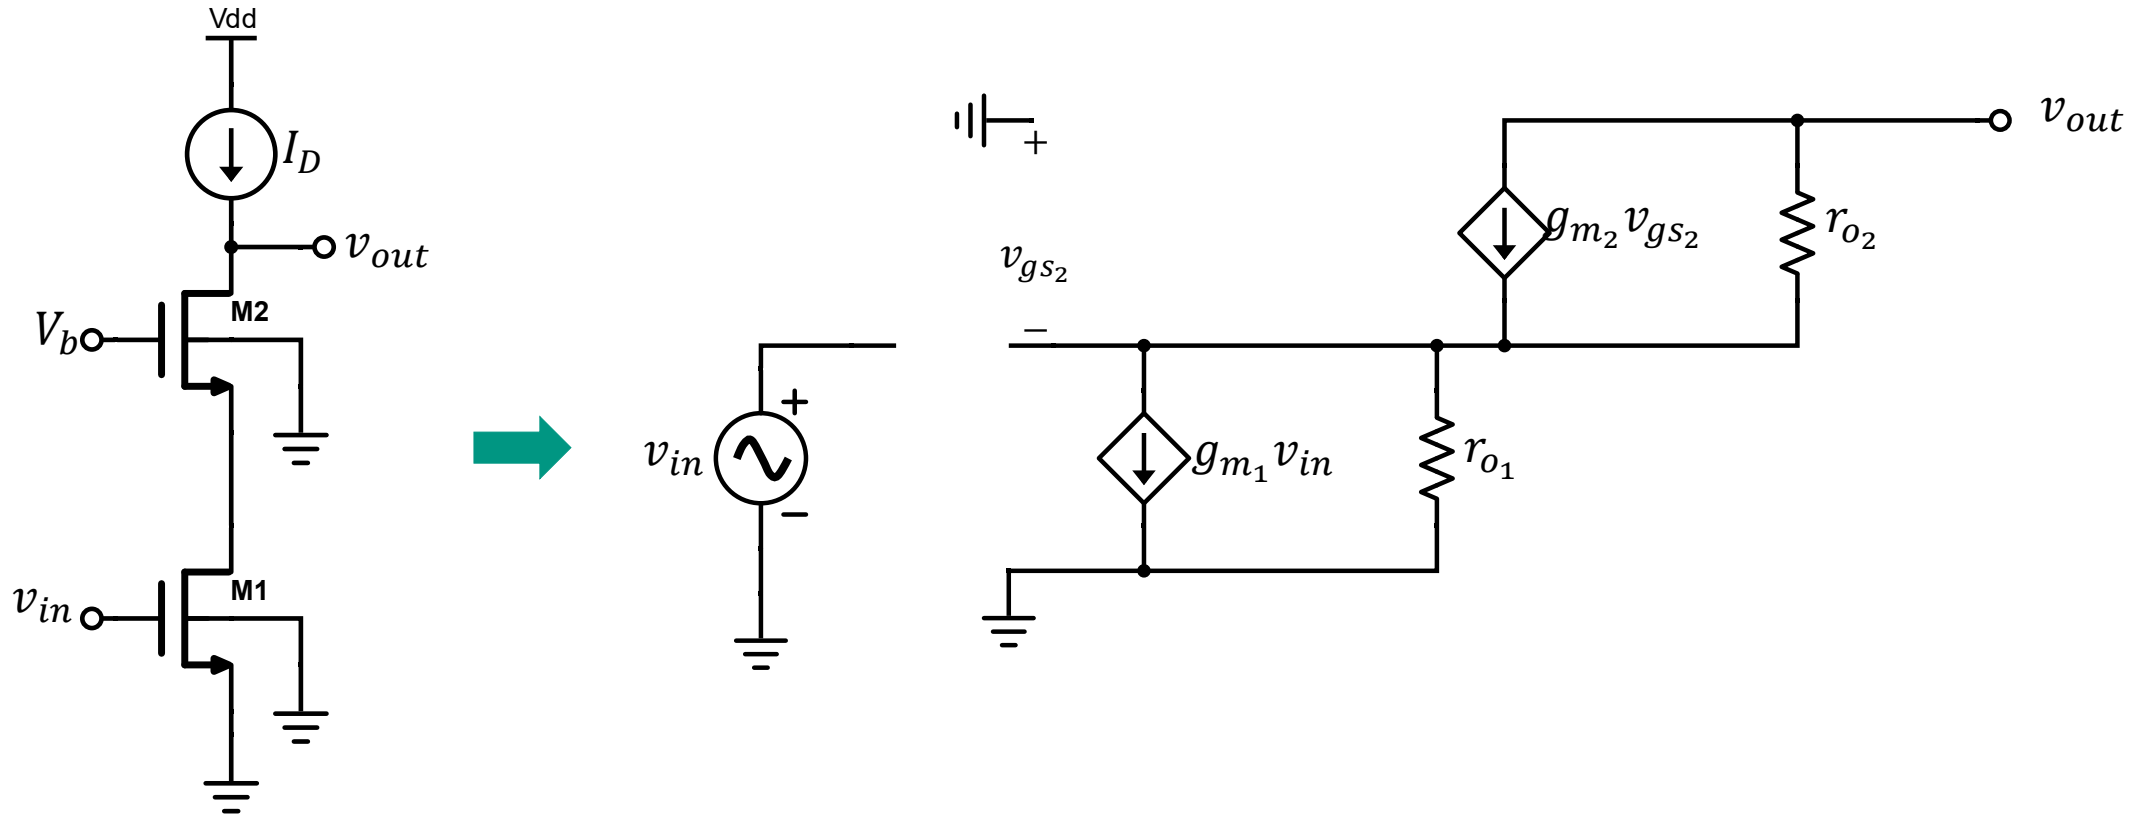 Vdd
I_D
v_out
M2
V_b
M1
v_in
+
v_gs2
−
v_in
+
−
g_m1 v_in
r_o1
g_m2 v_gs2
r_o2
v_out